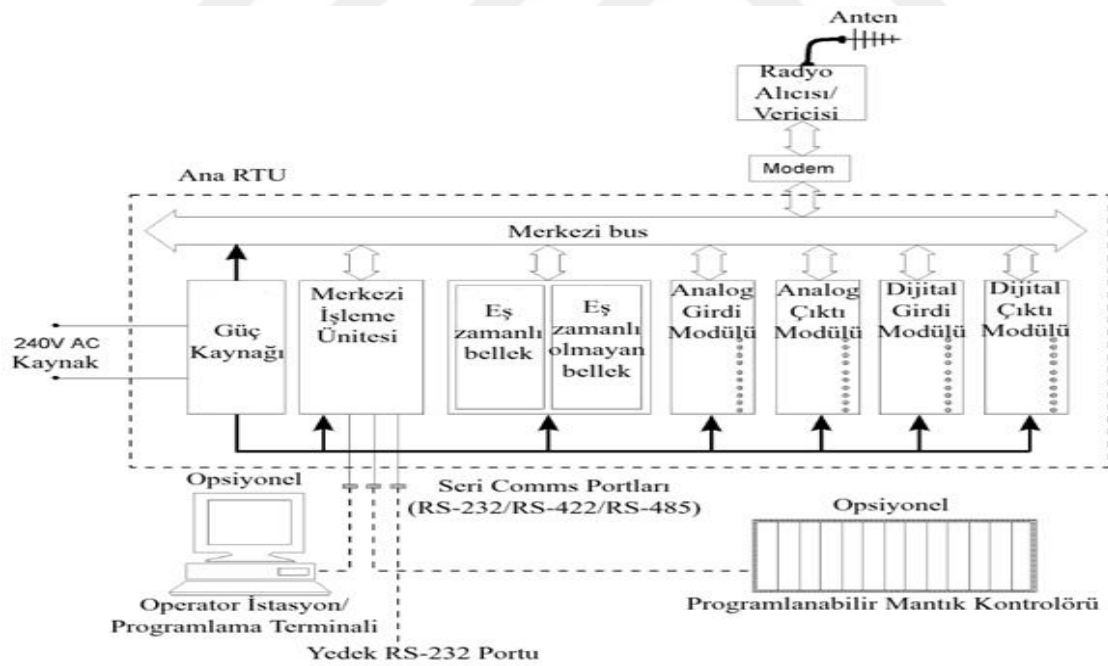 Anten
Radyo
Alıcısı/
Vericisi
Modem
Ana RTU
Merkezi bus
240V AC
Kaynak
Güç
Kaynağı
Merkezi
İşleme
Ünitesi
Eş
zamanlı
bellek
Eş
zamanlı
olmayan
bellek
Analog
Girdi
Modülü
Analog
Çıktı
Modülü
Dijital
Girdi
Modülü
Dijital
Çıktı
Modülü
Opsiyonel
Seri Comms Portları
(RS-232/RS-422/RS-485)
Opsiyonel
Operator İstasyon/
Programlama Terminali
Programlanabilir Mantık Kontrolörü
Yedek RS-232 Portu